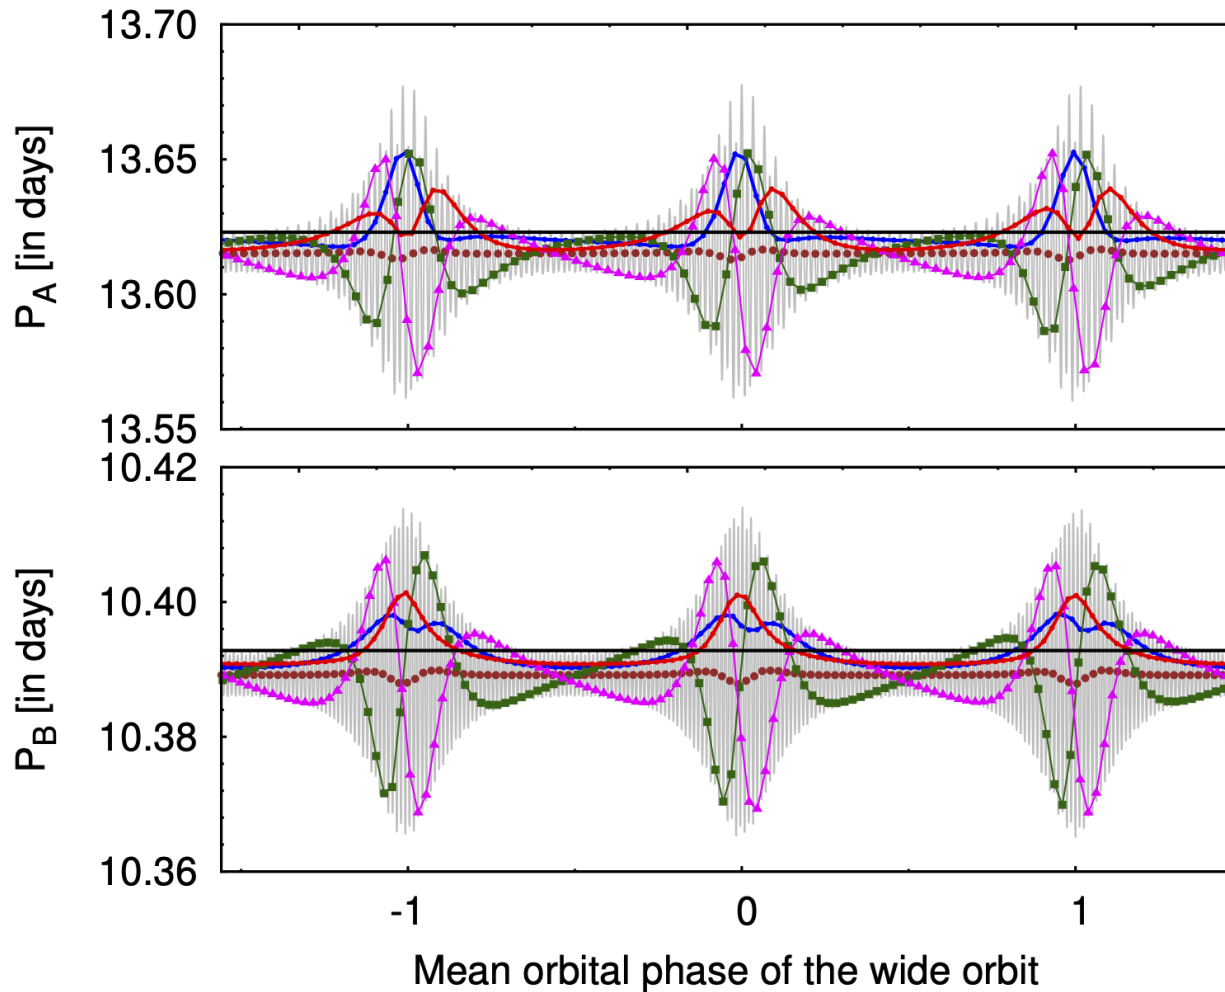 13.70
13.65
13.60
13.55
P_A [in days]
10.42
10.40
10.38
10.36
P_B [in days]
-1 0 1
Mean orbital phase of the wide orbit